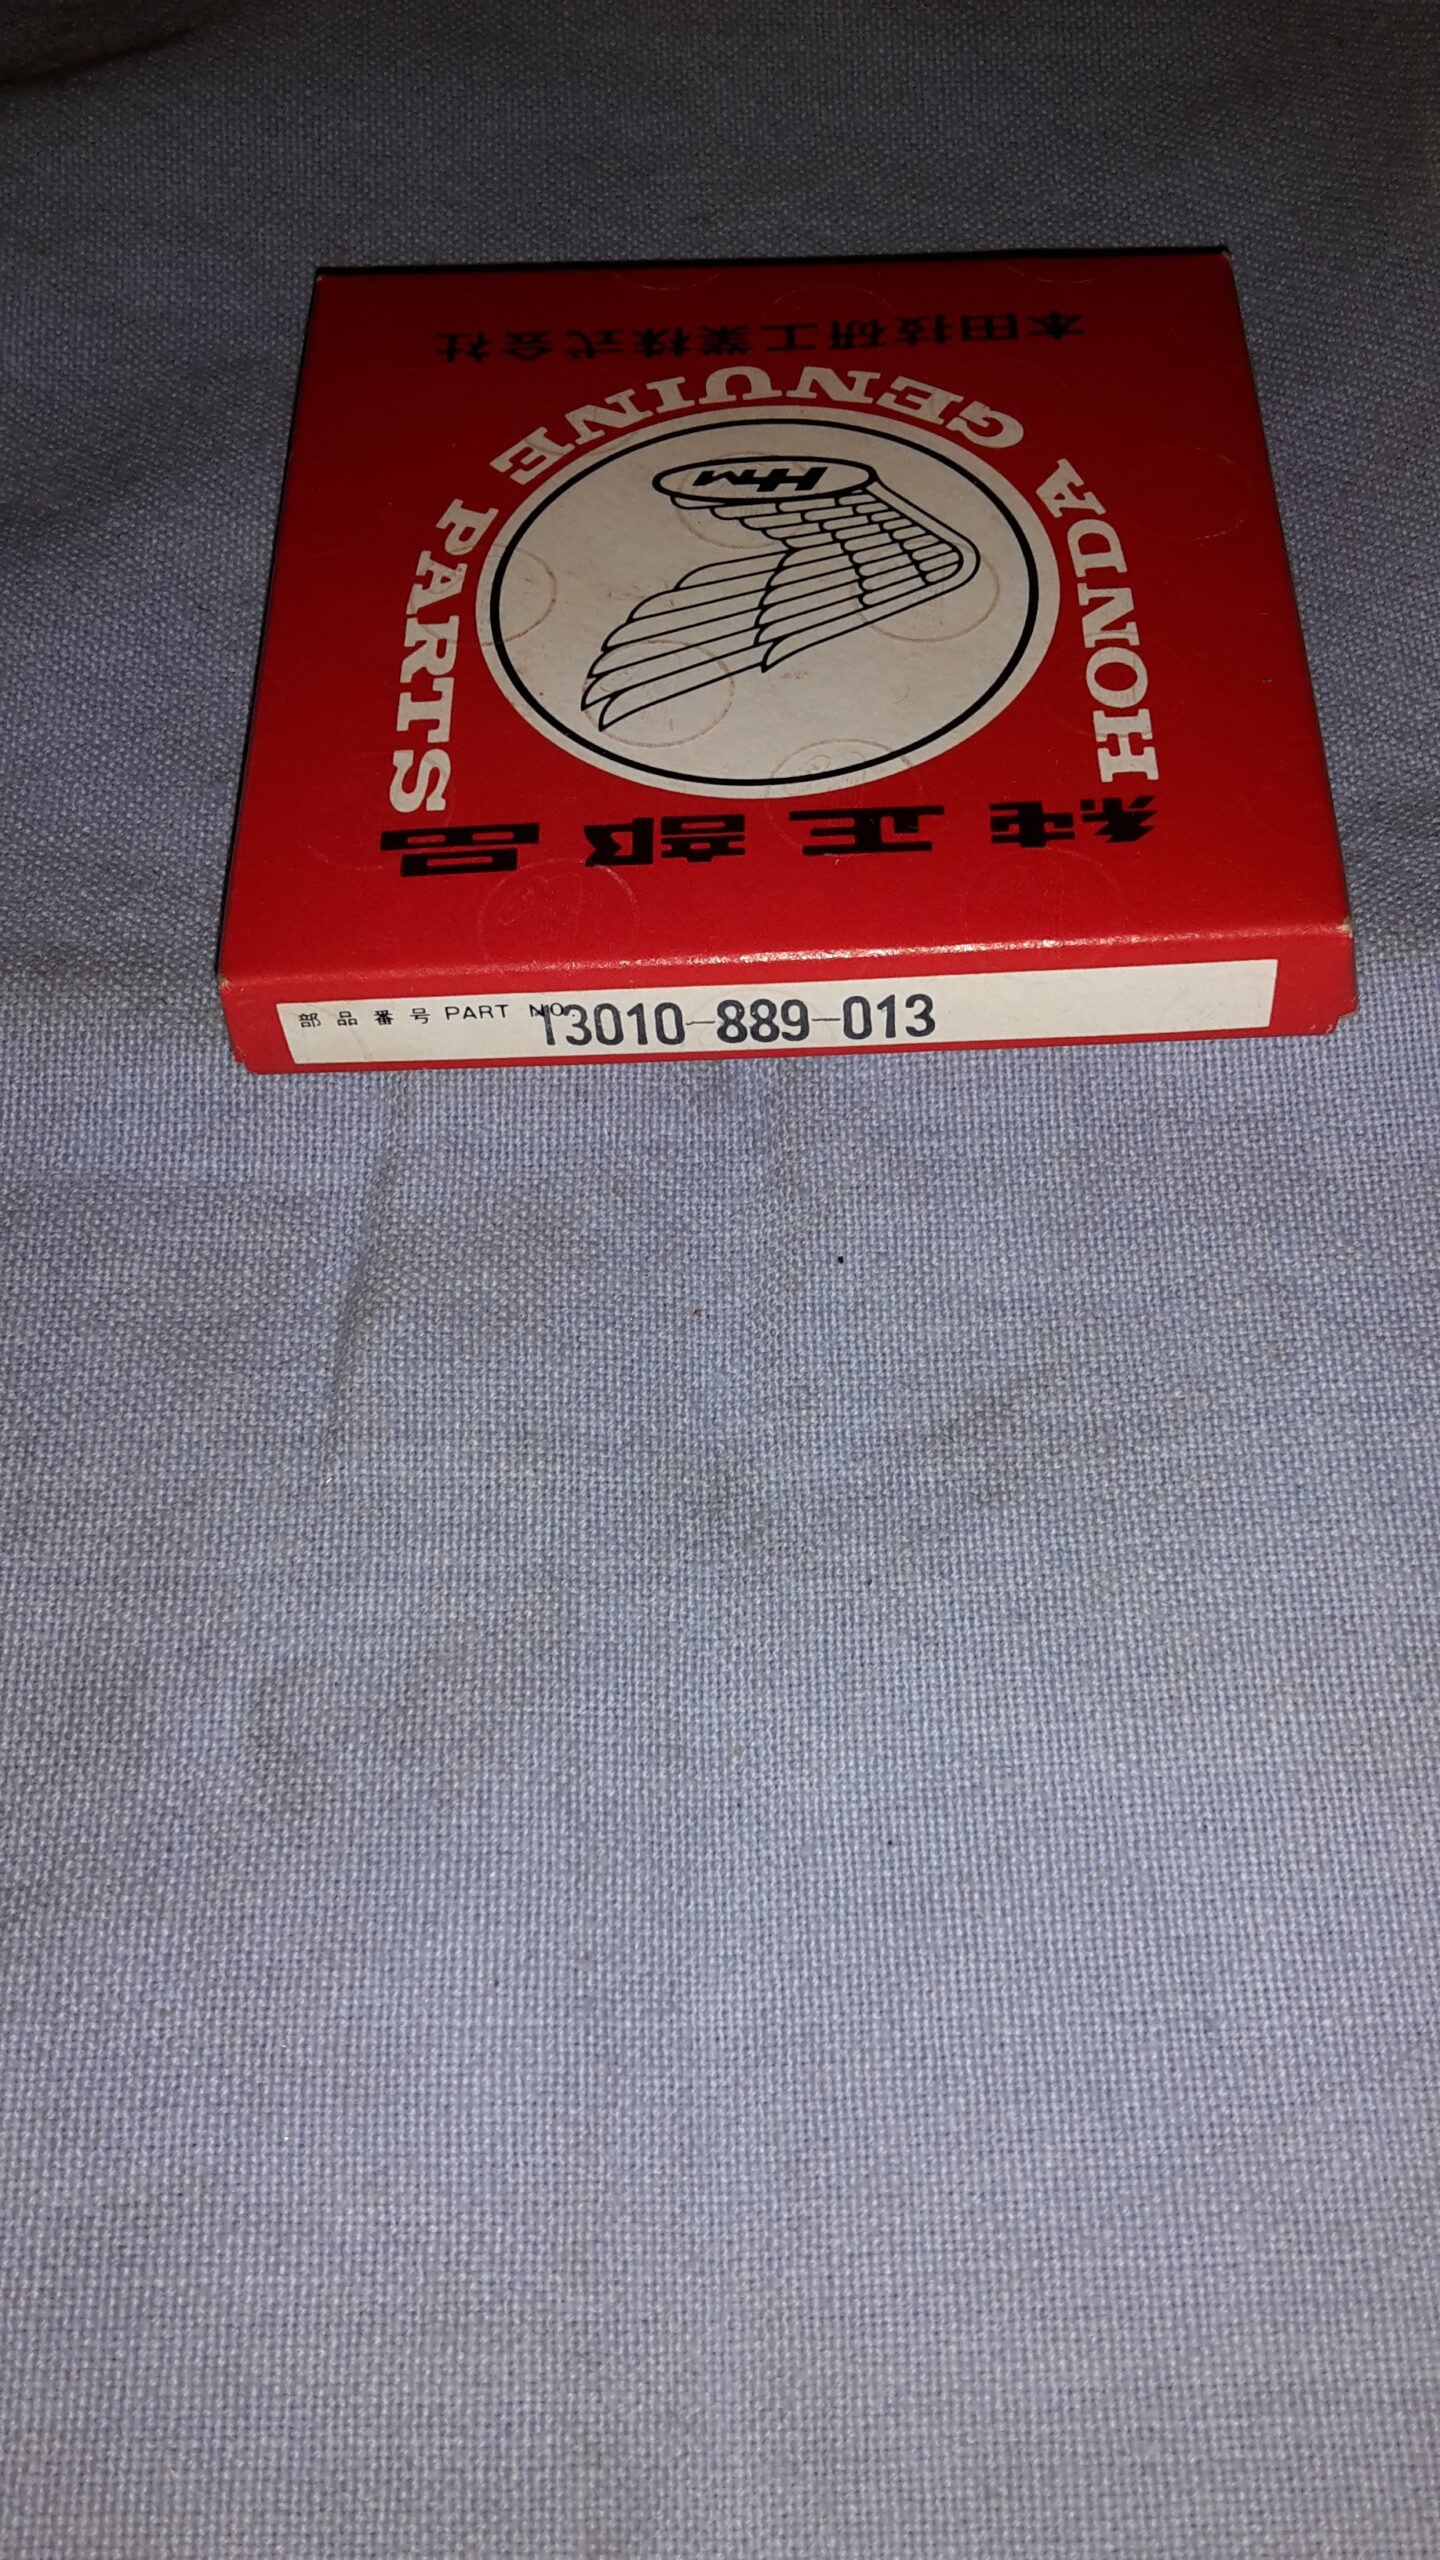 本田技研工業株式会社
HONDA GENUINE PARTS
HM
純正部品
部品番号 PART NO. 13010-889-013